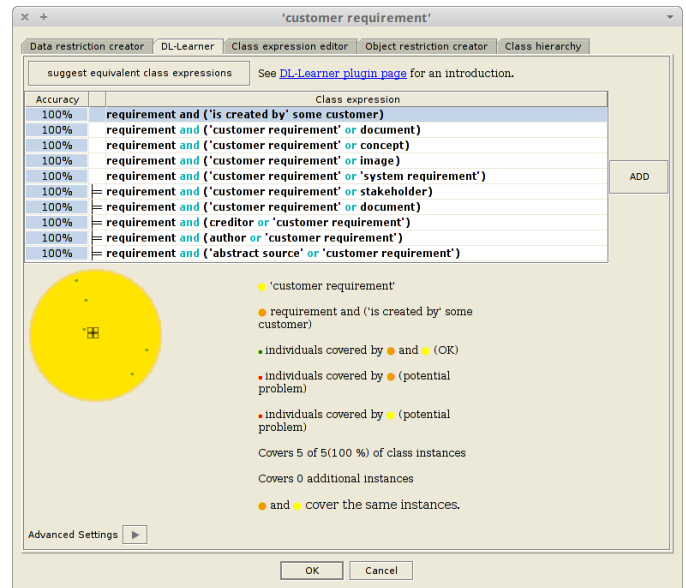 'customer requirement'
Data restriction creator DL-Learner Class expression editor Object restriction creator Class hierarchy
suggest equivalent class expressions See DL-Learner plugin page for an introduction.
Accuracy Class expression
100% requirement and ('is created by' some customer)
100% requirement and ('customer requirement' or document)
100% requirement and ('customer requirement' or concept)
100% requirement and ('customer requirement' or image)
100% requirement and ('customer requirement' or 'system requirement')
100% requirement and ('customer requirement' or stakeholder)
100% requirement and ('customer requirement' or document)
100% requirement and (creditor or 'customer requirement')
100% requirement and (author or 'customer requirement')
100% requirement and ('abstract source' or 'customer requirement')
ADD
'customer requirement'
requirement and ('is created by' some
customer)
individuals covered by and (OK)
individuals covered by (potential
problem)
individuals covered by (potential
problem)
Covers 5 of 5(100 %) of class instances
Covers 0 additional instances
and cover the same instances.
Advanced Settings
OK Cancel